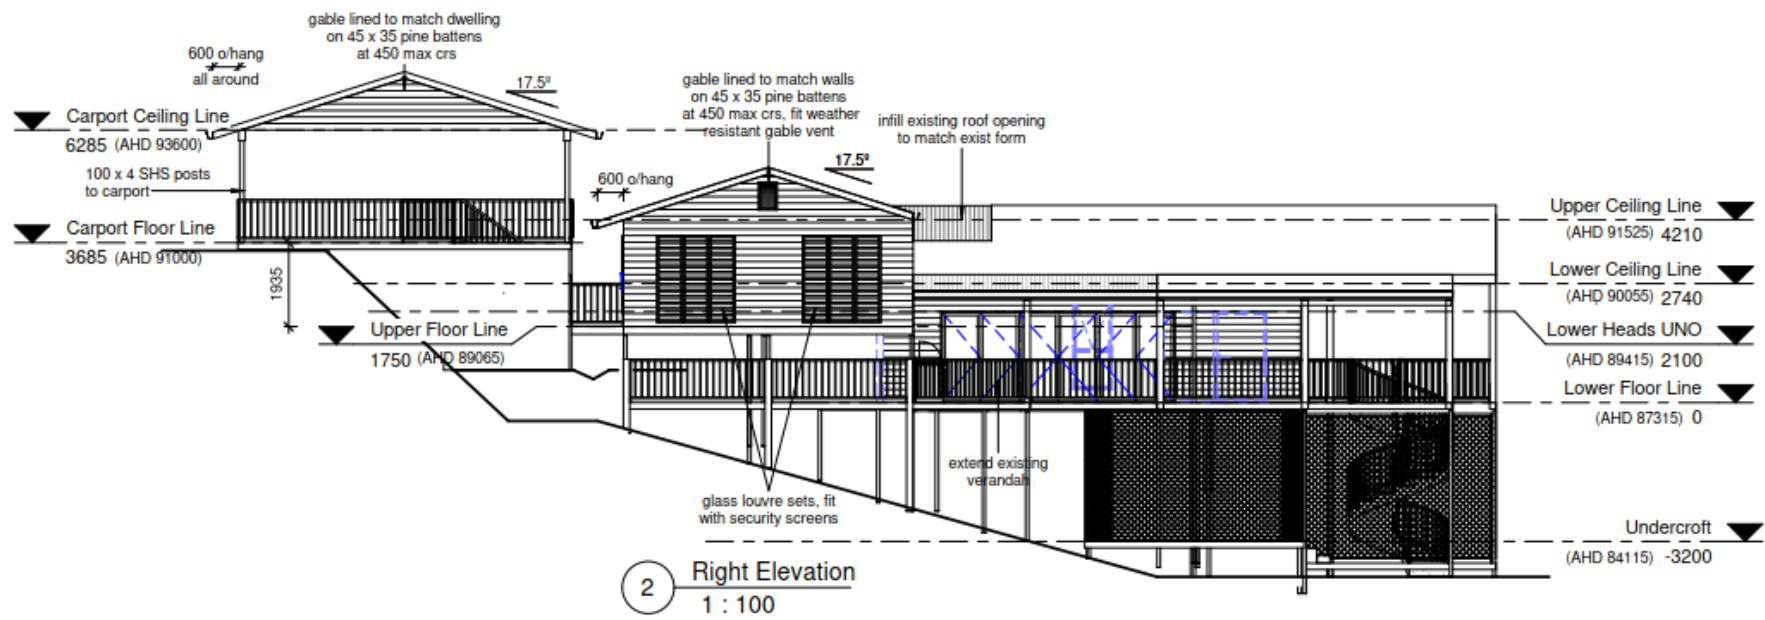 gable lined to match dwelling
on 45 x 35 pine battens
at 450 max crs
600 o/hang
all around
17.5º
Carport Ceiling Line
6285 (AHD 93600)
100 x 4 SHS posts
to carport
Carport Floor Line
3685 (AHD 91000)
1935
Upper Floor Line
1750 (AHD 89065)
gable lined to match walls
on 45 x 35 pine battens
at 450 max crs, fit weather
resistant gable vent
600 o/hang
17.5º
infill existing roof opening
to match exist form
Upper Ceiling Line
(AHD 91525) 4210
Lower Ceiling Line
(AHD 90055) 2740
Lower Heads UNO
(AHD 89415) 2100
Lower Floor Line
(AHD 87315) 0
extend existing
verandah
glass louvre sets, fit
with security screens
Undercroft
(AHD 84115) -3200
2
Right Elevation
1 : 100